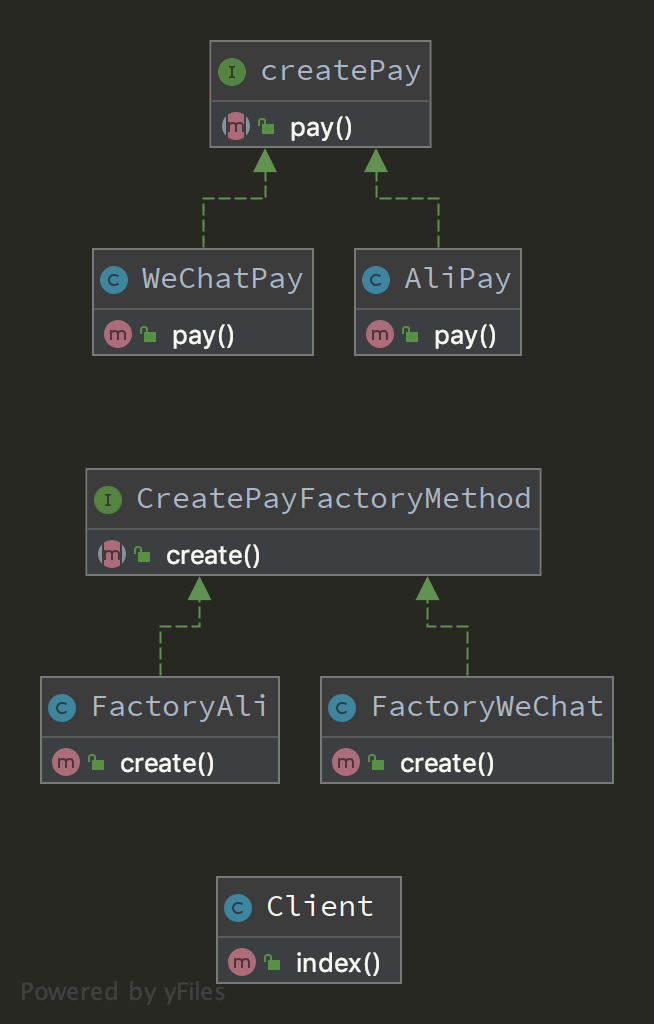 I createPay
m pay()
C WeChatPay
m pay()
C AliPay
m pay()
I CreatePayFactoryMethod
m create()
C FactoryAli
m create()
C FactoryWeChat
m create()
C Client
m index()
Powered by yFiles